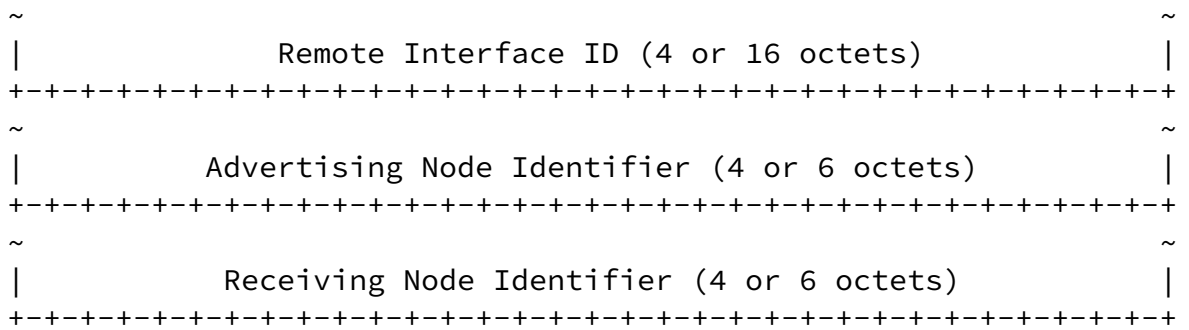 ~                                                               ~
|              Remote Interface ID (4 or 16 octets)             |
+-+-+-+-+-+-+-+-+-+-+-+-+-+-+-+-+-+-+-+-+-+-+-+-+-+-+-+-+-+-+-+-+
~                                                               ~
|          Advertising Node Identifier (4 or 6 octets)          |
+-+-+-+-+-+-+-+-+-+-+-+-+-+-+-+-+-+-+-+-+-+-+-+-+-+-+-+-+-+-+-+-+
~                                                               ~
|           Receiving Node Identifier (4 or 6 octets)           |
+-+-+-+-+-+-+-+-+-+-+-+-+-+-+-+-+-+-+-+-+-+-+-+-+-+-+-+-+-+-+-+-+